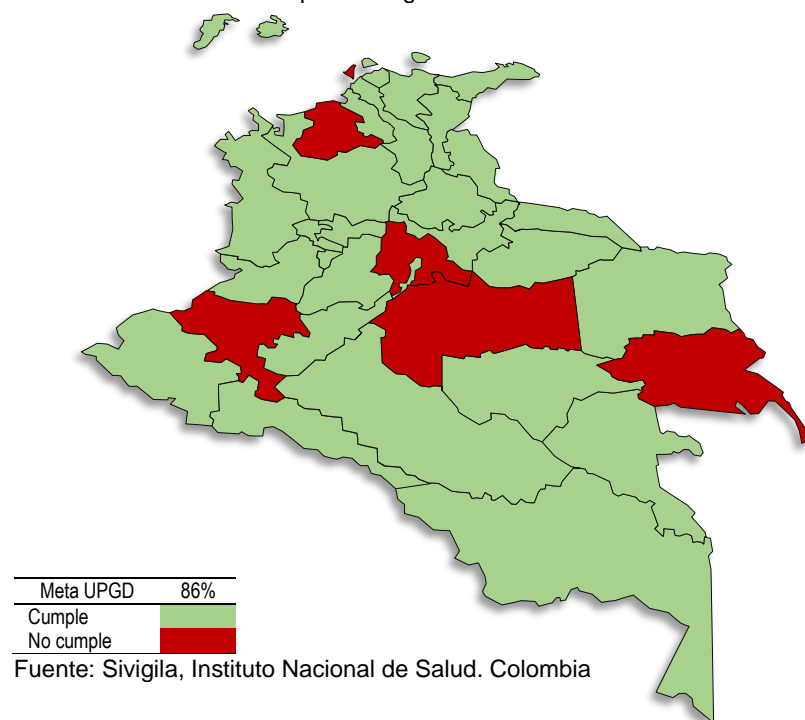 Meta UPGD 86%
Cumple
No cumple
Fuente: Sivigila, Instituto Nacional de Salud. Colombia